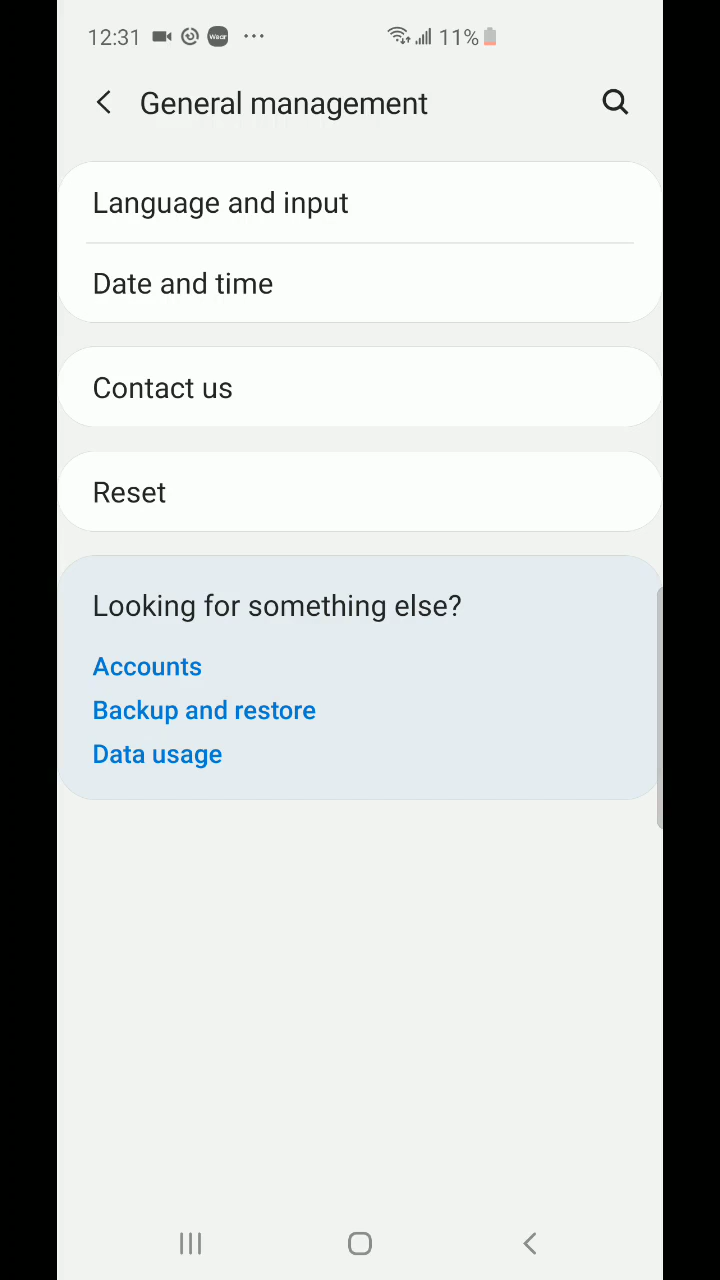 12:31 Wear 11%
General management
Language and input
Date and time
Contact us
Reset
Looking for something else?
Accounts
Backup and restore
Data usage